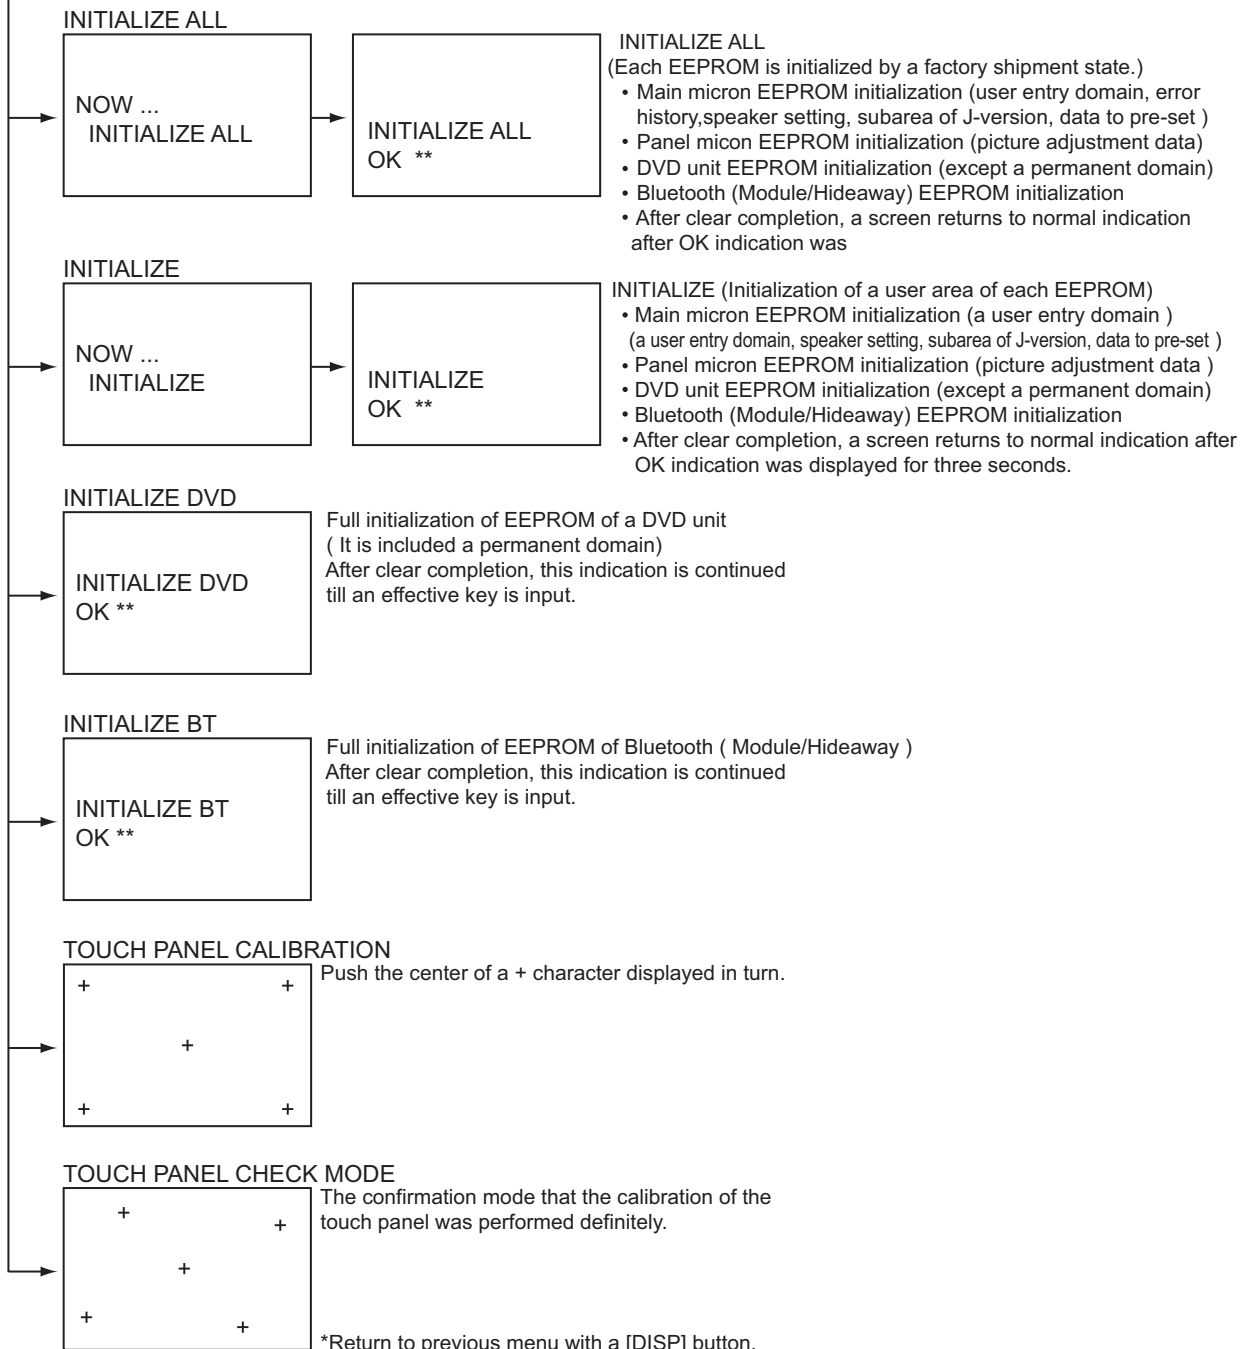 INITIALIZE ALL
NOW ...
INITIALIZE ALL
INITIALIZE ALL
OK **
INITIALIZE ALL
(Each EEPROM is initialized by a factory shipment state.)
• Main micron EEPROM initialization (user entry domain, error
history,speaker setting, subarea of J-version, data to pre-set )
• Panel micon EEPROM initialization (picture adjustment data)
• DVD unit EEPROM initialization (except a permanent domain)
• Bluetooth (Module/Hideaway) EEPROM initialization
• After clear completion, a screen returns to normal indication
after OK indication was
INITIALIZE
NOW ...
INITIALIZE
INITIALIZE
OK **
INITIALIZE (Initialization of a user area of each EEPROM)
• Main micron EEPROM initialization (a user entry domain )
(a user entry domain, speaker setting, subarea of J-version, data to pre-set )
• Panel micron EEPROM initialization (picture adjustment data )
• DVD unit EEPROM initialization (except a permanent domain)
• Bluetooth (Module/Hideaway) EEPROM initialization
• After clear completion, a screen returns to normal indication after
OK indication was displayed for three seconds.
INITIALIZE DVD
INITIALIZE DVD
OK **
Full initialization of EEPROM of a DVD unit
( It is included a permanent domain)
After clear completion, this indication is continued
till an effective key is input.
INITIALIZE BT
INITIALIZE BT
OK **
Full initialization of EEPROM of Bluetooth ( Module/Hideaway )
After clear completion, this indication is continued
till an effective key is input.
TOUCH PANEL CALIBRATION
+ +
+
+ +
Push the center of a + character displayed in turn.
TOUCH PANEL CHECK MODE
+ +
+
+ +
The confirmation mode that the calibration of the
touch panel was performed definitely.
*Return to previous menu with a [DISP] button.